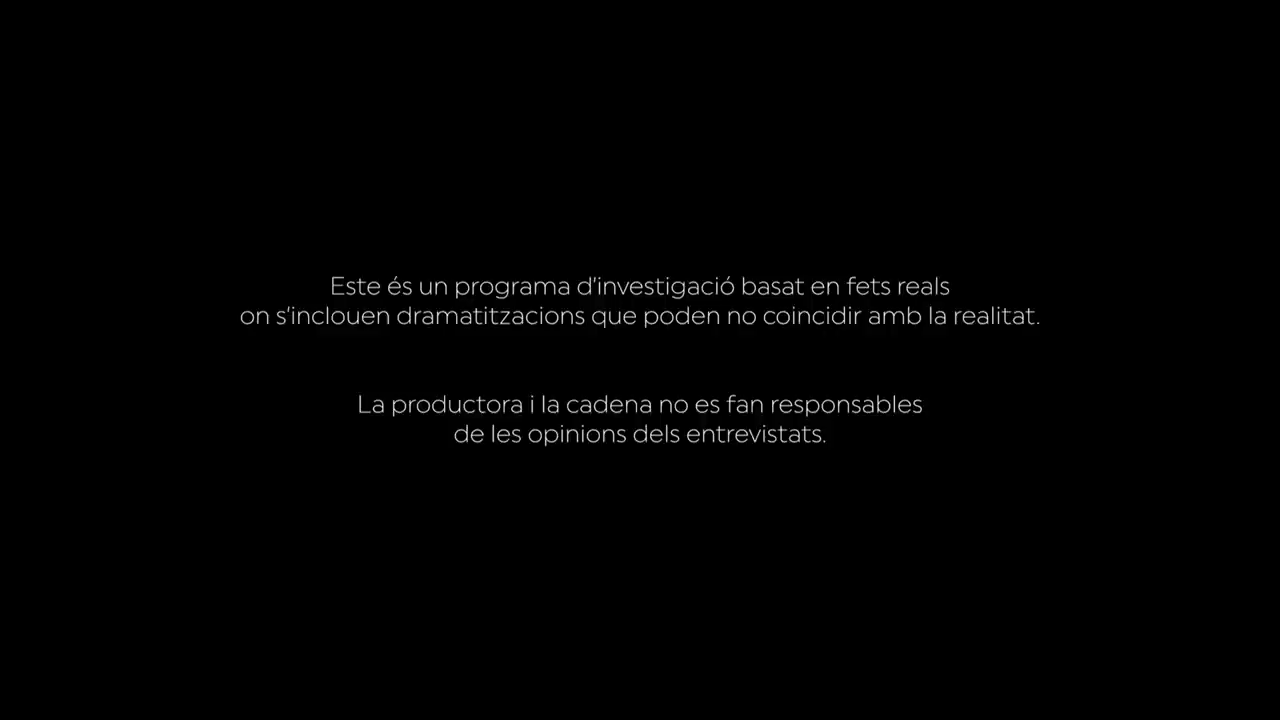 Este és un programa d'investigació basat en fets reals
on s'inclouen dramatitzacions que poden no coincidir amb la realitat.
La productora i la cadena no es fan responsables
de les opinions dels entrevistats.